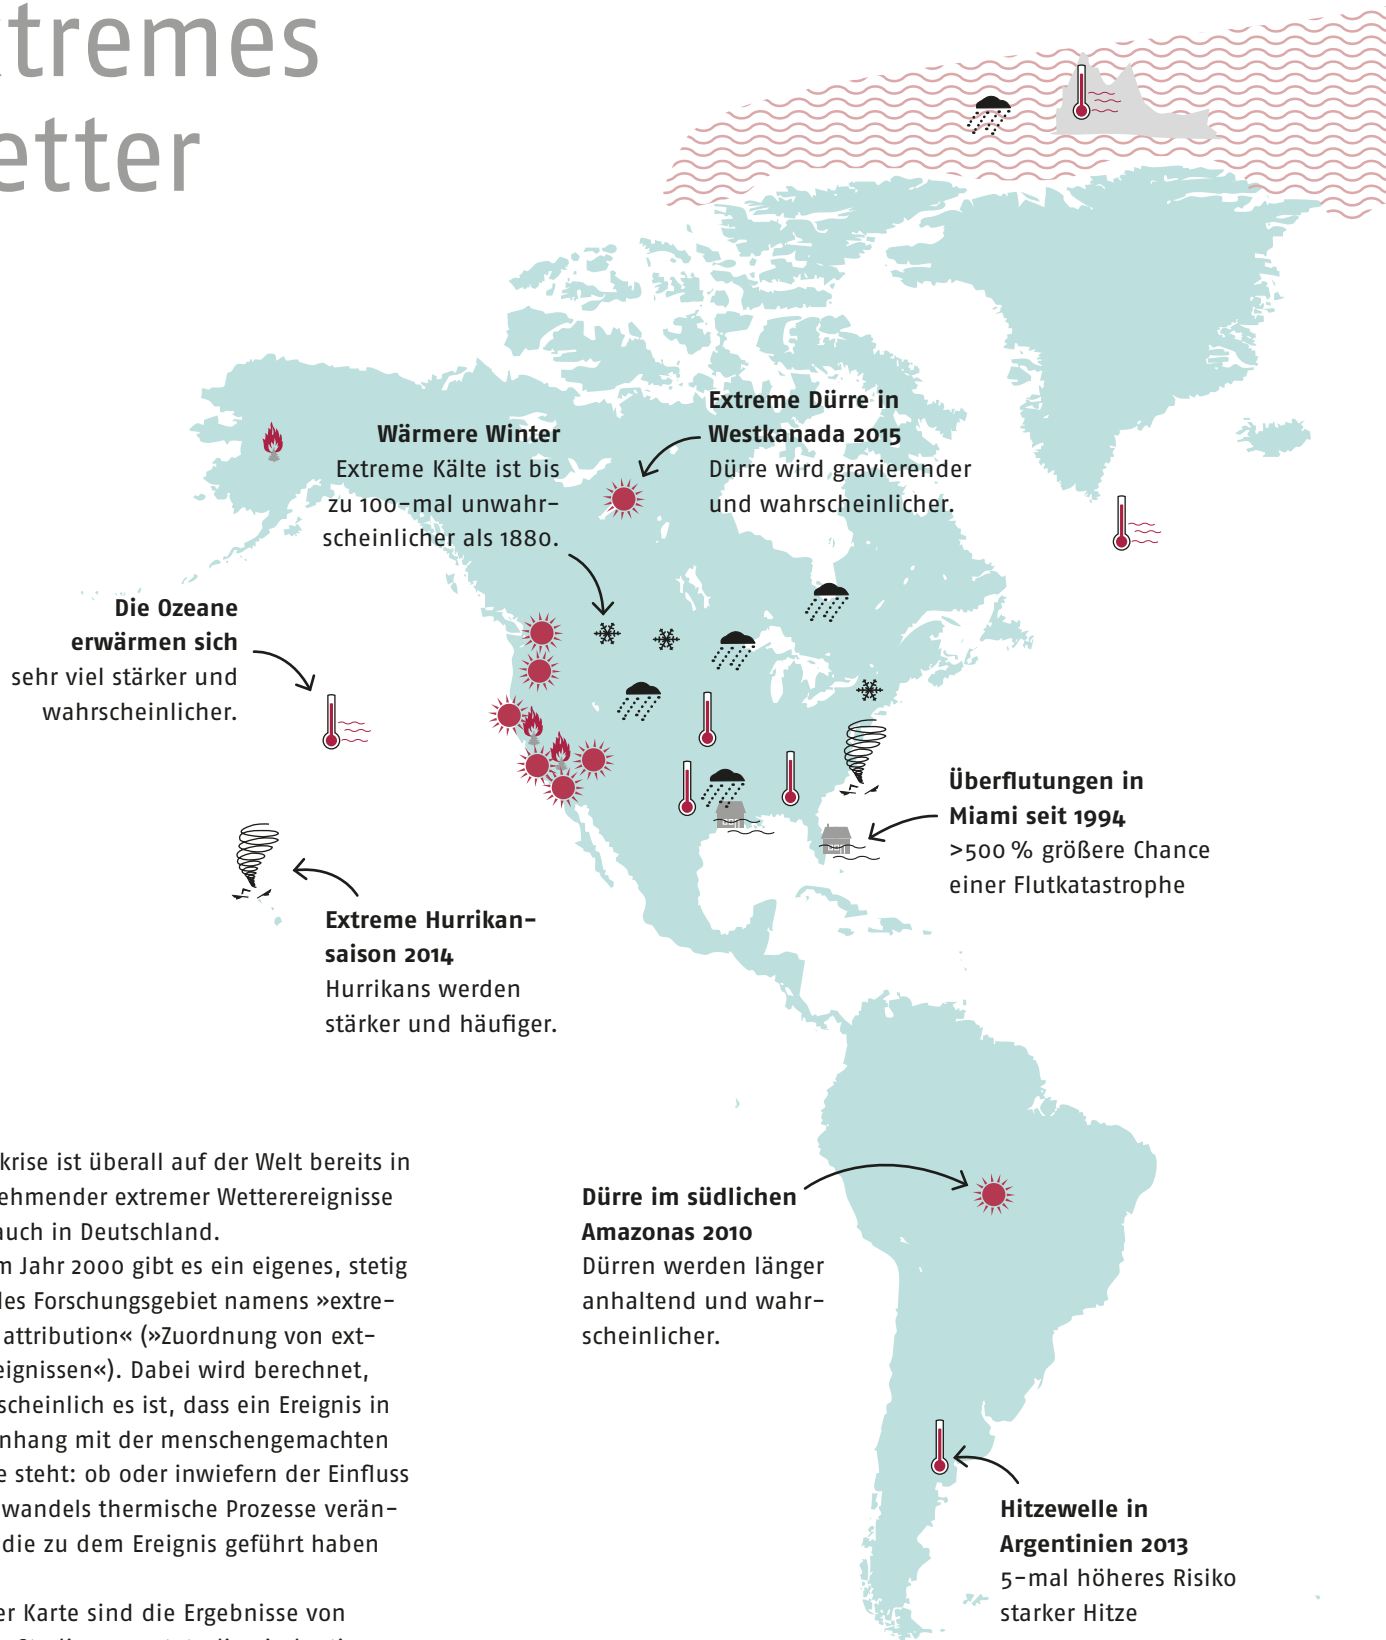 xtremes
etter
Extreme Dürre in
Westkanada 2015
Dürre wird gravierender
und wahrscheinlicher.
Wärmere Winter
Extreme Kälte ist bis
zu 100-mal unwahr-
scheinlicher als 1880.
Die Ozeane
erwärmen sich
sehr viel stärker und
wahrscheinlicher.
Überflutungen in
Miami seit 1994
>500 % größere Chance
einer Flutkatastrophe
Extreme Hurrikan-
saison 2014
Hurrikans werden
stärker und häufiger.
krise ist überall auf der Welt bereits in
ehmender extremer Wetterereignisse
auch in Deutschland.
m Jahr 2000 gibt es ein eigenes, stetig
des Forschungsgebiet namens »extre-
attribution« (»Zuordnung von ext-
eignissen«). Dabei wird berechnet,
scheinlich es ist, dass ein Ereignis in
nhang mit der menschengemachten
e steht: ob oder inwiefern der Einfluss
wandels thermische Prozesse verän-
die zu dem Ereignis geführt haben
er Karte sind die Ergebnisse von
Dürre im südlichen
Amazonas 2010
Dürren werden länger
anhaltend und wahr-
scheinlicher.
Hitzewelle in
Argentinien 2013
5-mal höheres Risiko
starker Hitze